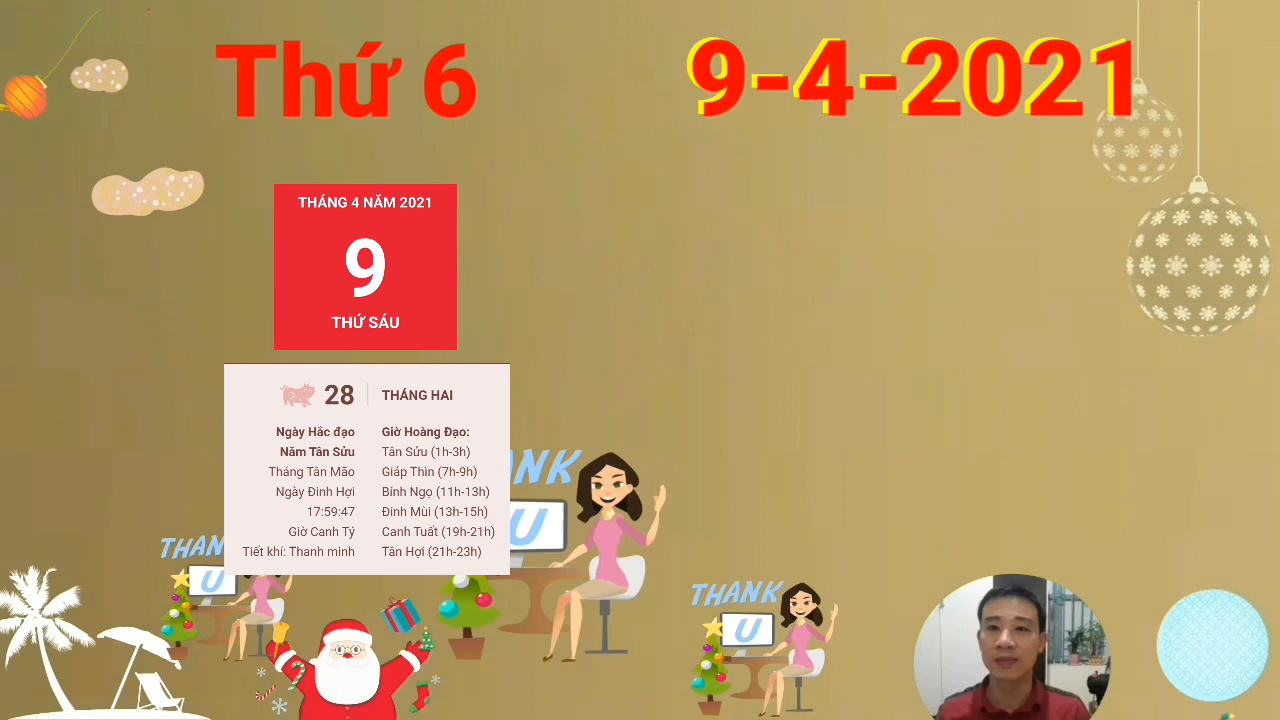 Thứ 6
9-4-2021
THÁNG 4 NĂM 2021
9
THỨ SÁU
28
THÁNG HAI
Ngày Hắc đạo
Năm Tân Sửu
Tháng Tân Mão
Ngày Đinh Hợi
17:59:47
Giờ Canh Tý
Tiết khí: Thanh minh
Giờ Hoàng Đạo:
Tân Sửu (1h-3h)
Giáp Thìn (7h-9h)
Bính Ngọ (11h-13h)
Đinh Mùi (13h-15h)
Canh Tuất (19h-21h)
Tân Hợi (21h-23h)
NK
U
THAN
U
THANK
U